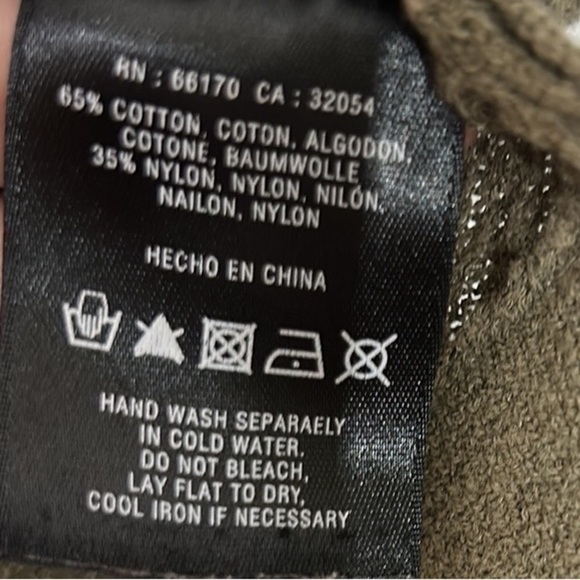 RN : 66170 CA : 32054
65% COTTON, COTON, ALGODON,
COTONE, BAUMWOLLE
35% NYLON, NYLON, NILÓN,
NAILON, NYLON
HECHO EN CHINA
HAND WASH SEPARAELY
IN COLD WATER.
DO NOT BLEACH,
LAY FLAT TO DRY,
COOL IRON IF NECESSARY